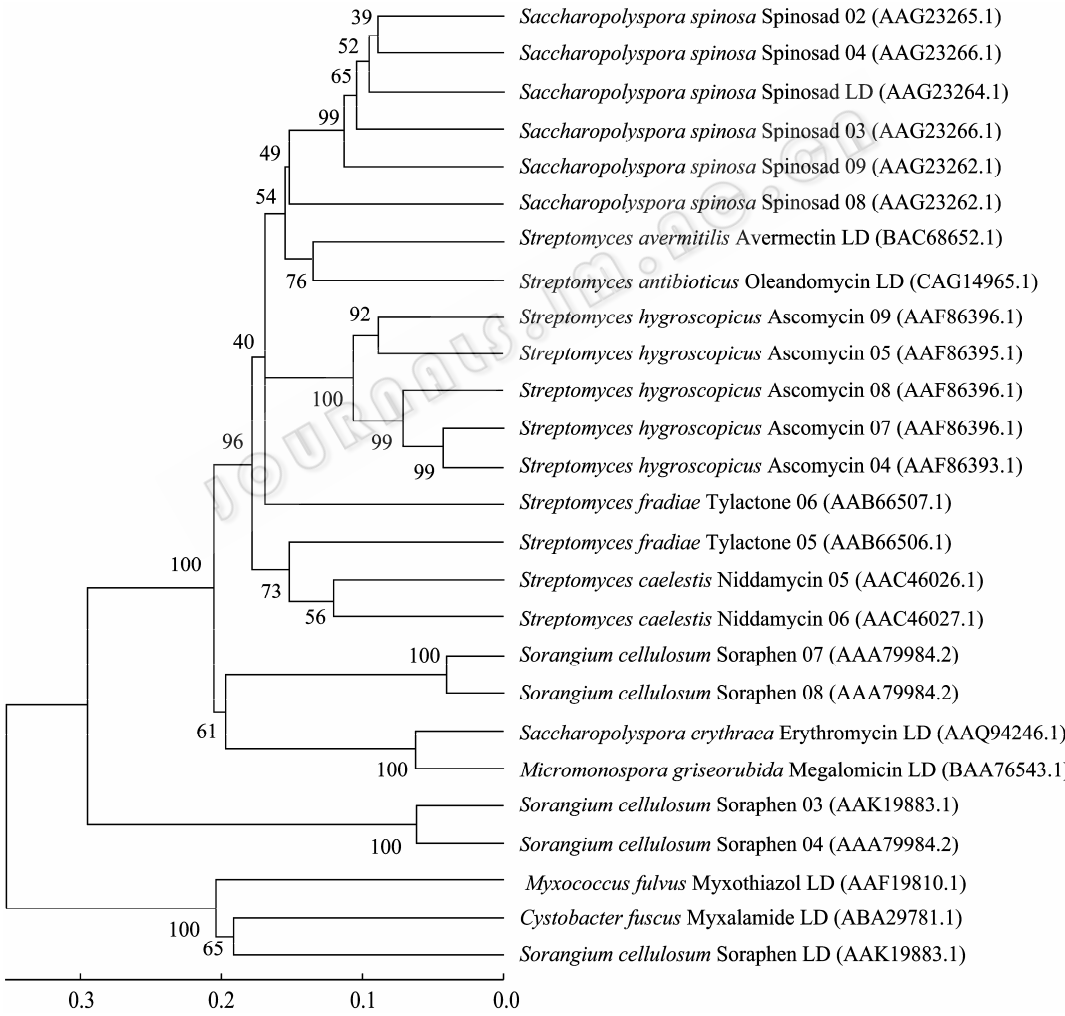 39
Saccharopolyspora spinosa Spinosad 02 (AAG23265.1)
52
Saccharopolyspora spinosa Spinosad 04 (AAG23266.1)
65
Saccharopolyspora spinosa Spinosad LD (AAG23264.1)
99
Saccharopolyspora spinosa Spinosad 03 (AAG23266.1)
49
Saccharopolyspora spinosa Spinosad 09 (AAG23262.1)
54
Saccharopolyspora spinosa Spinosad 08 (AAG23262.1)
Streptomyces avermitilis Avermectin LD (BAC68652.1)
76
Streptomyces antibioticus Oleandomycin LD (CAG14965.1)
92
Streptomyces hygroscopicus Ascomycin 09 (AAF86396.1)
40
Streptomyces hygroscopicus Ascomycin 05 (AAF86395.1)
100
Streptomyces hygroscopicus Ascomycin 08 (AAF86396.1)
96
99
Streptomyces hygroscopicus Ascomycin 07 (AAF86396.1)
99
Streptomyces hygroscopicus Ascomycin 04 (AAF86393.1)
Streptomyces fradiae Tylactone 06 (AAB66507.1)
Streptomyces fradiae Tylactone 05 (AAB66506.1)
100
73
Streptomyces caelestis Niddamycin 05 (AAC46026.1)
56
Streptomyces caelestis Niddamycin 06 (AAC46027.1)
100
Sorangium cellulosum Soraphen 07 (AAA79984.2)
Sorangium cellulosum Soraphen 08 (AAA79984.2)
61
Saccharopolyspora crythraca Erythromycin LD (AAQ94246.1)
100
Micromonospora griseorubida Megalomicin LD (BAA76543.1)
Sorangium cellulosum Soraphen 03 (AAK19883.1)
100
Sorangium cellulosum Soraphen 04 (AAA79984.2)
Myxococcus fulvus Myxothiazol LD (AAF19810.1)
100
Cystobacter fuscus Myxalamide LD (ABA29781.1)
65
Sorangium cellulosum Soraphen LD (AAK19883.1)
0.3 0.2 0.1 0.0
JOURNALS.IM.AC.CN